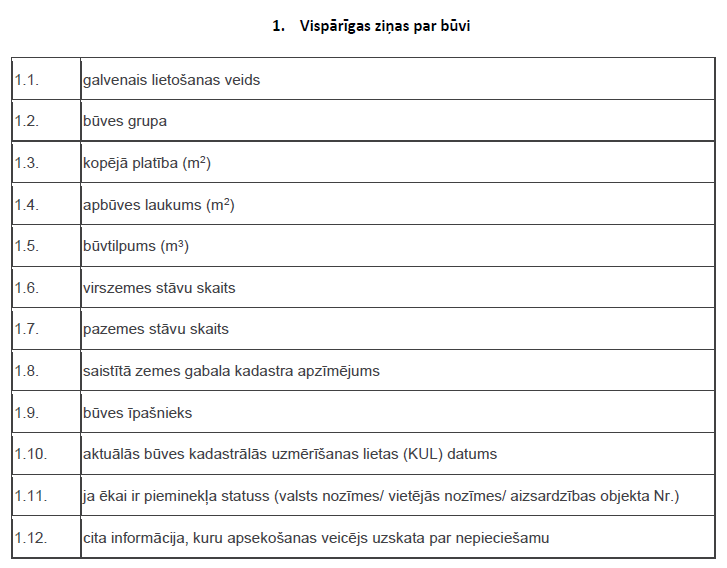 1. Vispārīgas ziņas par būvi
1.1. galvenais lietošanas veids
1.2. būves grupa
1.3. kopējā platība (m²)
1.4. apbūves laukums (m²)
1.5. būvtilpums (m³)
1.6. virszemes stāvu skaits
1.7. pazemes stāvu skaits
1.8. saistītā zemes gabala kadastra apzīmējums
1.9. būves īpašnieks
1.10. aktuālās būves kadastrālās uzmērīšanas lietas (KUL) datums
1.11. ja ēkai ir pieminekļa statuss (valsts nozīmes/ vietējās nozīmes/ aizsardzības objekta Nr.)
1.12. cita informācija, kuru apsekošanas veicējs uzskata par nepieciešamu